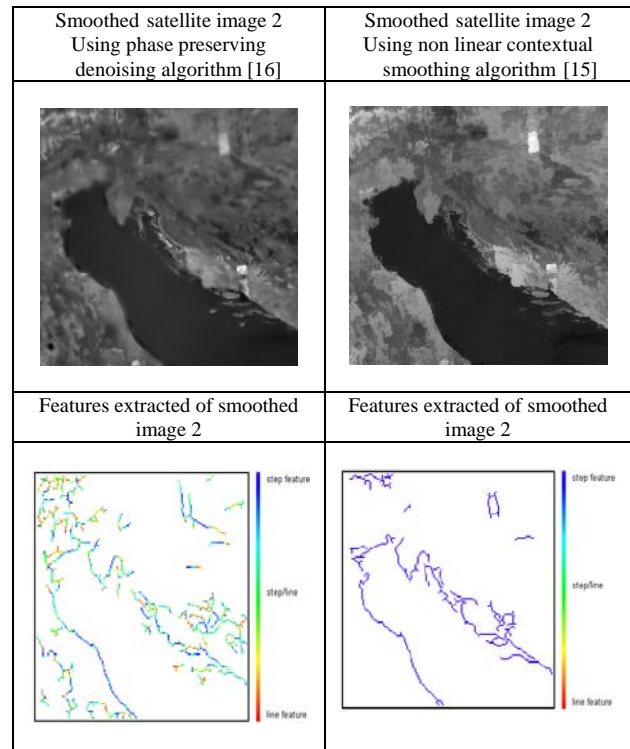 Smoothed satellite image 2
Using phase preserving
denoising algorithm [16]
Smoothed satellite image 2
Using non linear contextual
smoothing algorithm [15]
Features extracted of smoothed
image 2
Features extracted of smoothed
image 2
step feature
step/line
line feature
step feature
step/line
line feature